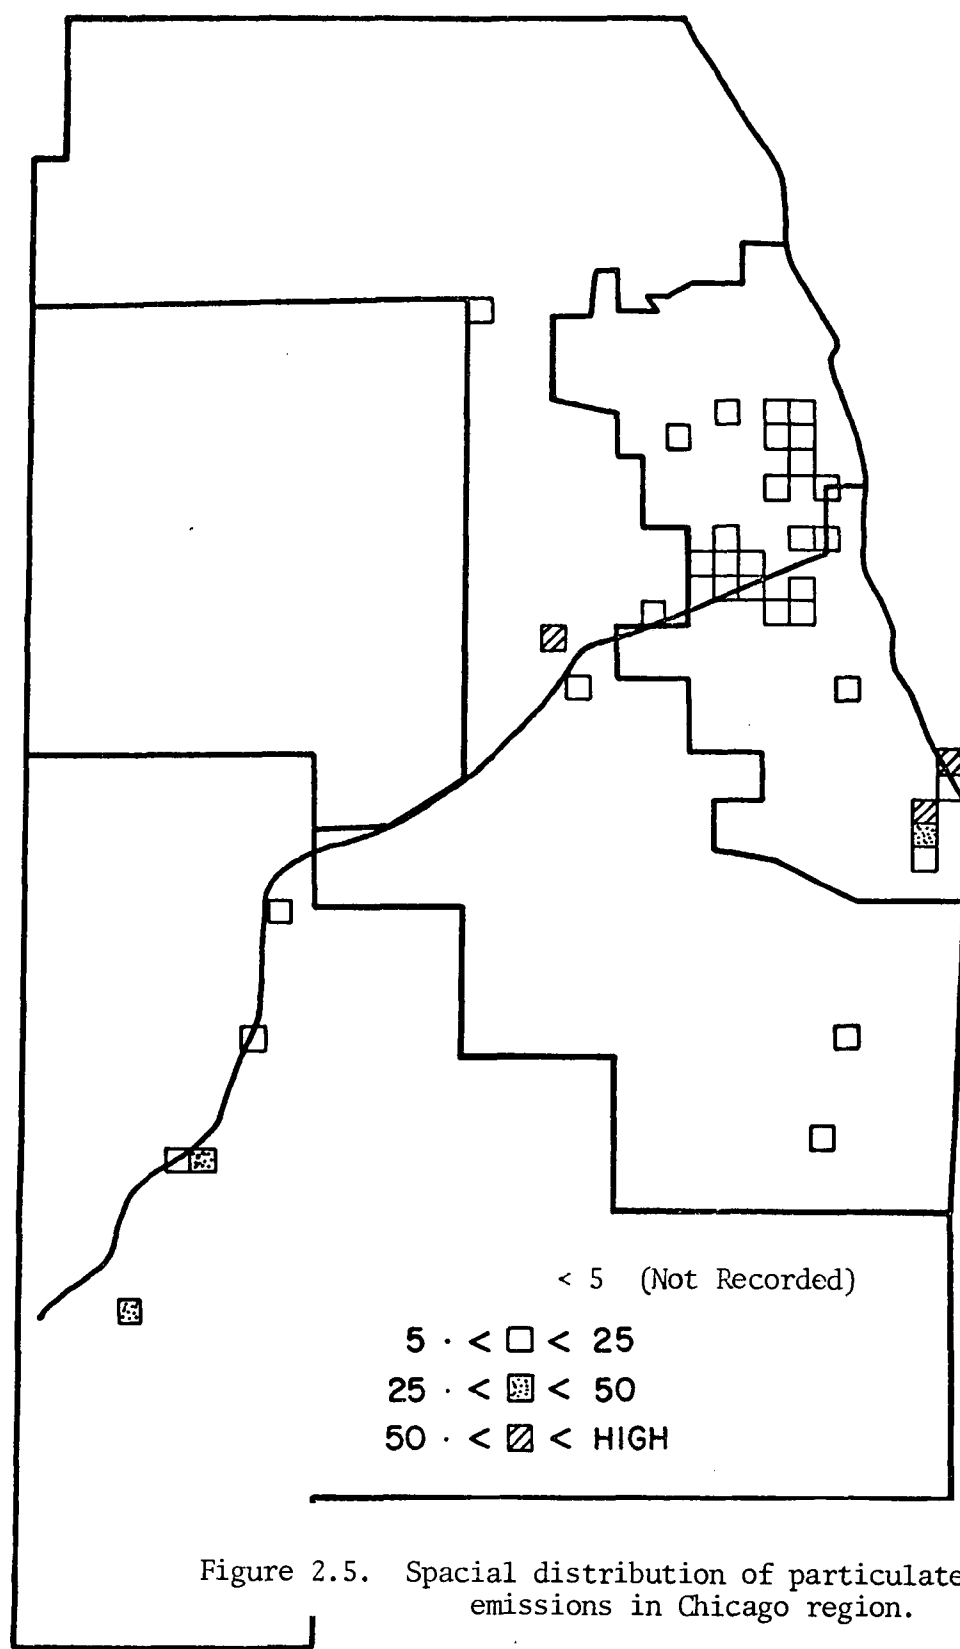 < 5 (Not Recorded)
5 · < □ < 25
25 · < ▩ < 50
50 · < ▨ < HIGH
Figure 2.5. Spacial distribution of particulate
emissions in Chicago region.